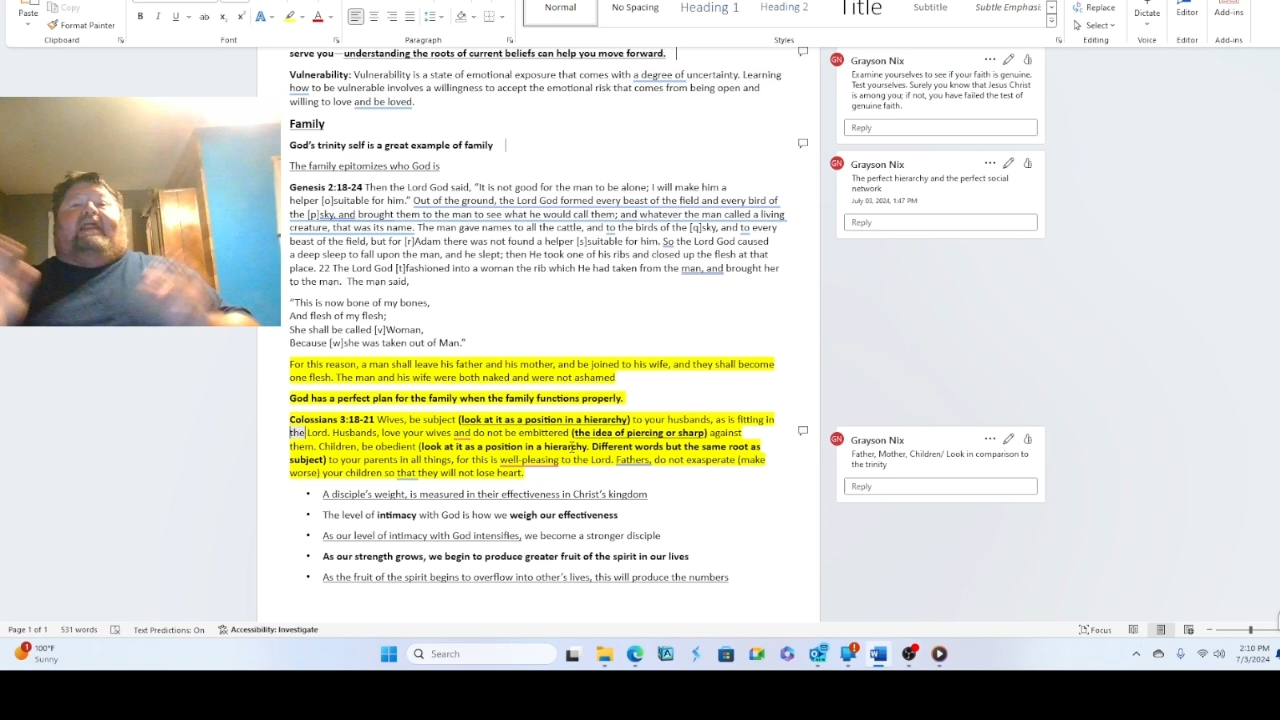 Paste
Copy
Format Painter
B I U ab x x² A A
Normal
No Spacing
Heading 1
Heading 2
Title
Subtitle
Subtle Emphasi
Replace
Select
Dictate
Editor
Add-ins
Clipboard
Font
Paragraph
Styles
Editing
Voice
Editor
Add-ins
serve you—understanding the roots of current beliefs can help you move forward.
Vulnerability: Vulnerability is a state of emotional exposure that comes with a degree of uncertainty. Learning
how to be vulnerable involves a willingness to accept the emotional risk that comes from being open and
willing to love and be loved.
Family
God’s trinity self is a great example of family
The family epitomizes who God is
Genesis 2:18-24 Then the Lord God said, “It is not good for the man to be alone; I will make him a
helper [o]suitable for him.” Out of the ground, the Lord God formed every beast of the field and every bird of
the [p]sky, and brought them to the man to see what he would call them; and whatever the man called a living
creature, that was its name. The man gave names to all the cattle, and to the birds of the [q]sky, and to every
beast of the field, but for [r]Adam there was not found a helper [s]suitable for him. So the Lord God caused
a deep sleep to fall upon the man, and he slept; then He took one of his ribs and closed up the flesh at that
place. 22 The Lord God [t]fashioned into a woman the rib which He had taken from the man, and brought her
to the man. The man said,
“This is now bone of my bones,
And flesh of my flesh;
She shall be called [v]Woman,
Because [w]she was taken out of Man.”
For this reason, a man shall leave his father and his mother, and be joined to his wife, and they shall become
one flesh. The man and his wife were both naked and were not ashamed
God has a perfect plan for the family when the family functions properly.
Colossians 3:18-21 Wives, be subject (look at it as a position in a hierarchy) to your husbands, as is fitting in
the Lord. Husbands, love your wives and do not be embittered (the idea of piercing or sharp) against
them. Children, be obedient (look at it as a position in a hierarchy. Different words but the same root as
subject) to your parents in all things, for this is well-pleasing to the Lord. Fathers, do not exasperate (make
worse) your children so that they will not lose heart.
• A disciple’s weight, is measured in their effectiveness in Christ’s kingdom
• The level of intimacy with God is how we weigh our effectiveness
• As our level of intimacy with God intensifies, we become a stronger disciple
• As our strength grows, we begin to produce greater fruit of the spirit in our lives
• As the fruit of the spirit begins to overflow into other’s lives, this will produce the numbers
GN Grayson Nix
Examine yourselves to see if your faith is genuine.
Test yourselves. Surely you know that Jesus Christ
is among you; if not, you have failed the test of
genuine faith.
Reply
GN Grayson Nix
The perfect hierarchy and the perfect social
network
July 03, 2024, 1:47 PM
Reply
GN Grayson Nix
Father, Mother, Children/ Look in comparison to
the trinity
Reply
Page 1 of 1
531 words
Text Predictions: On
Accessibility: Investigate
Focus
1
100°F
Sunny
Search
2:10 PM
7/3/2024